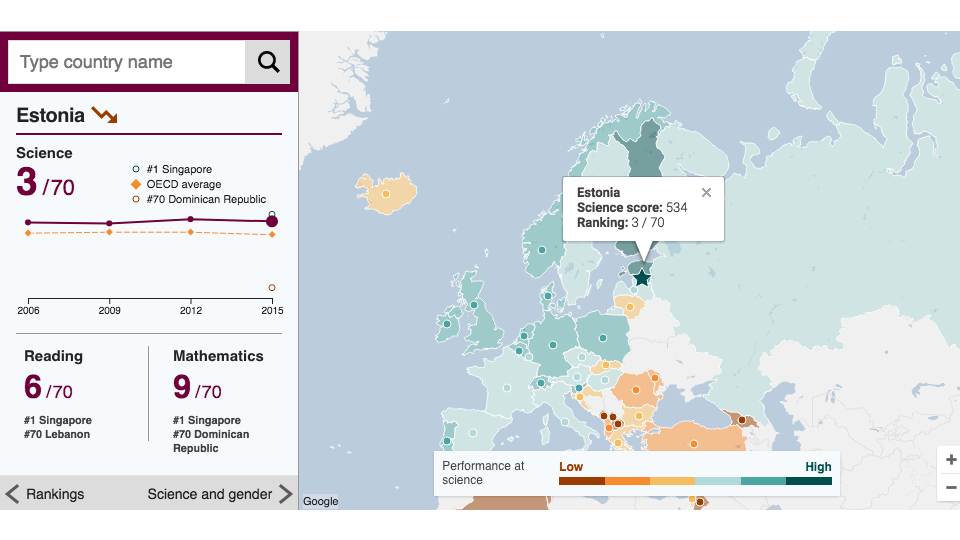 Type country name
Estonia
Science
3 /70
#1 Singapore
OECD average
#70 Dominican Republic
2006 2009 2012 2015
Reading
6 /70
#1 Singapore
#70 Lebanon
Mathematics
9 /70
#1 Singapore
#70 Dominican
Republic
Rankings
Science and gender
Estonia
Science score: 534
Ranking: 3 / 70
Performance at
science
Low
High
Google